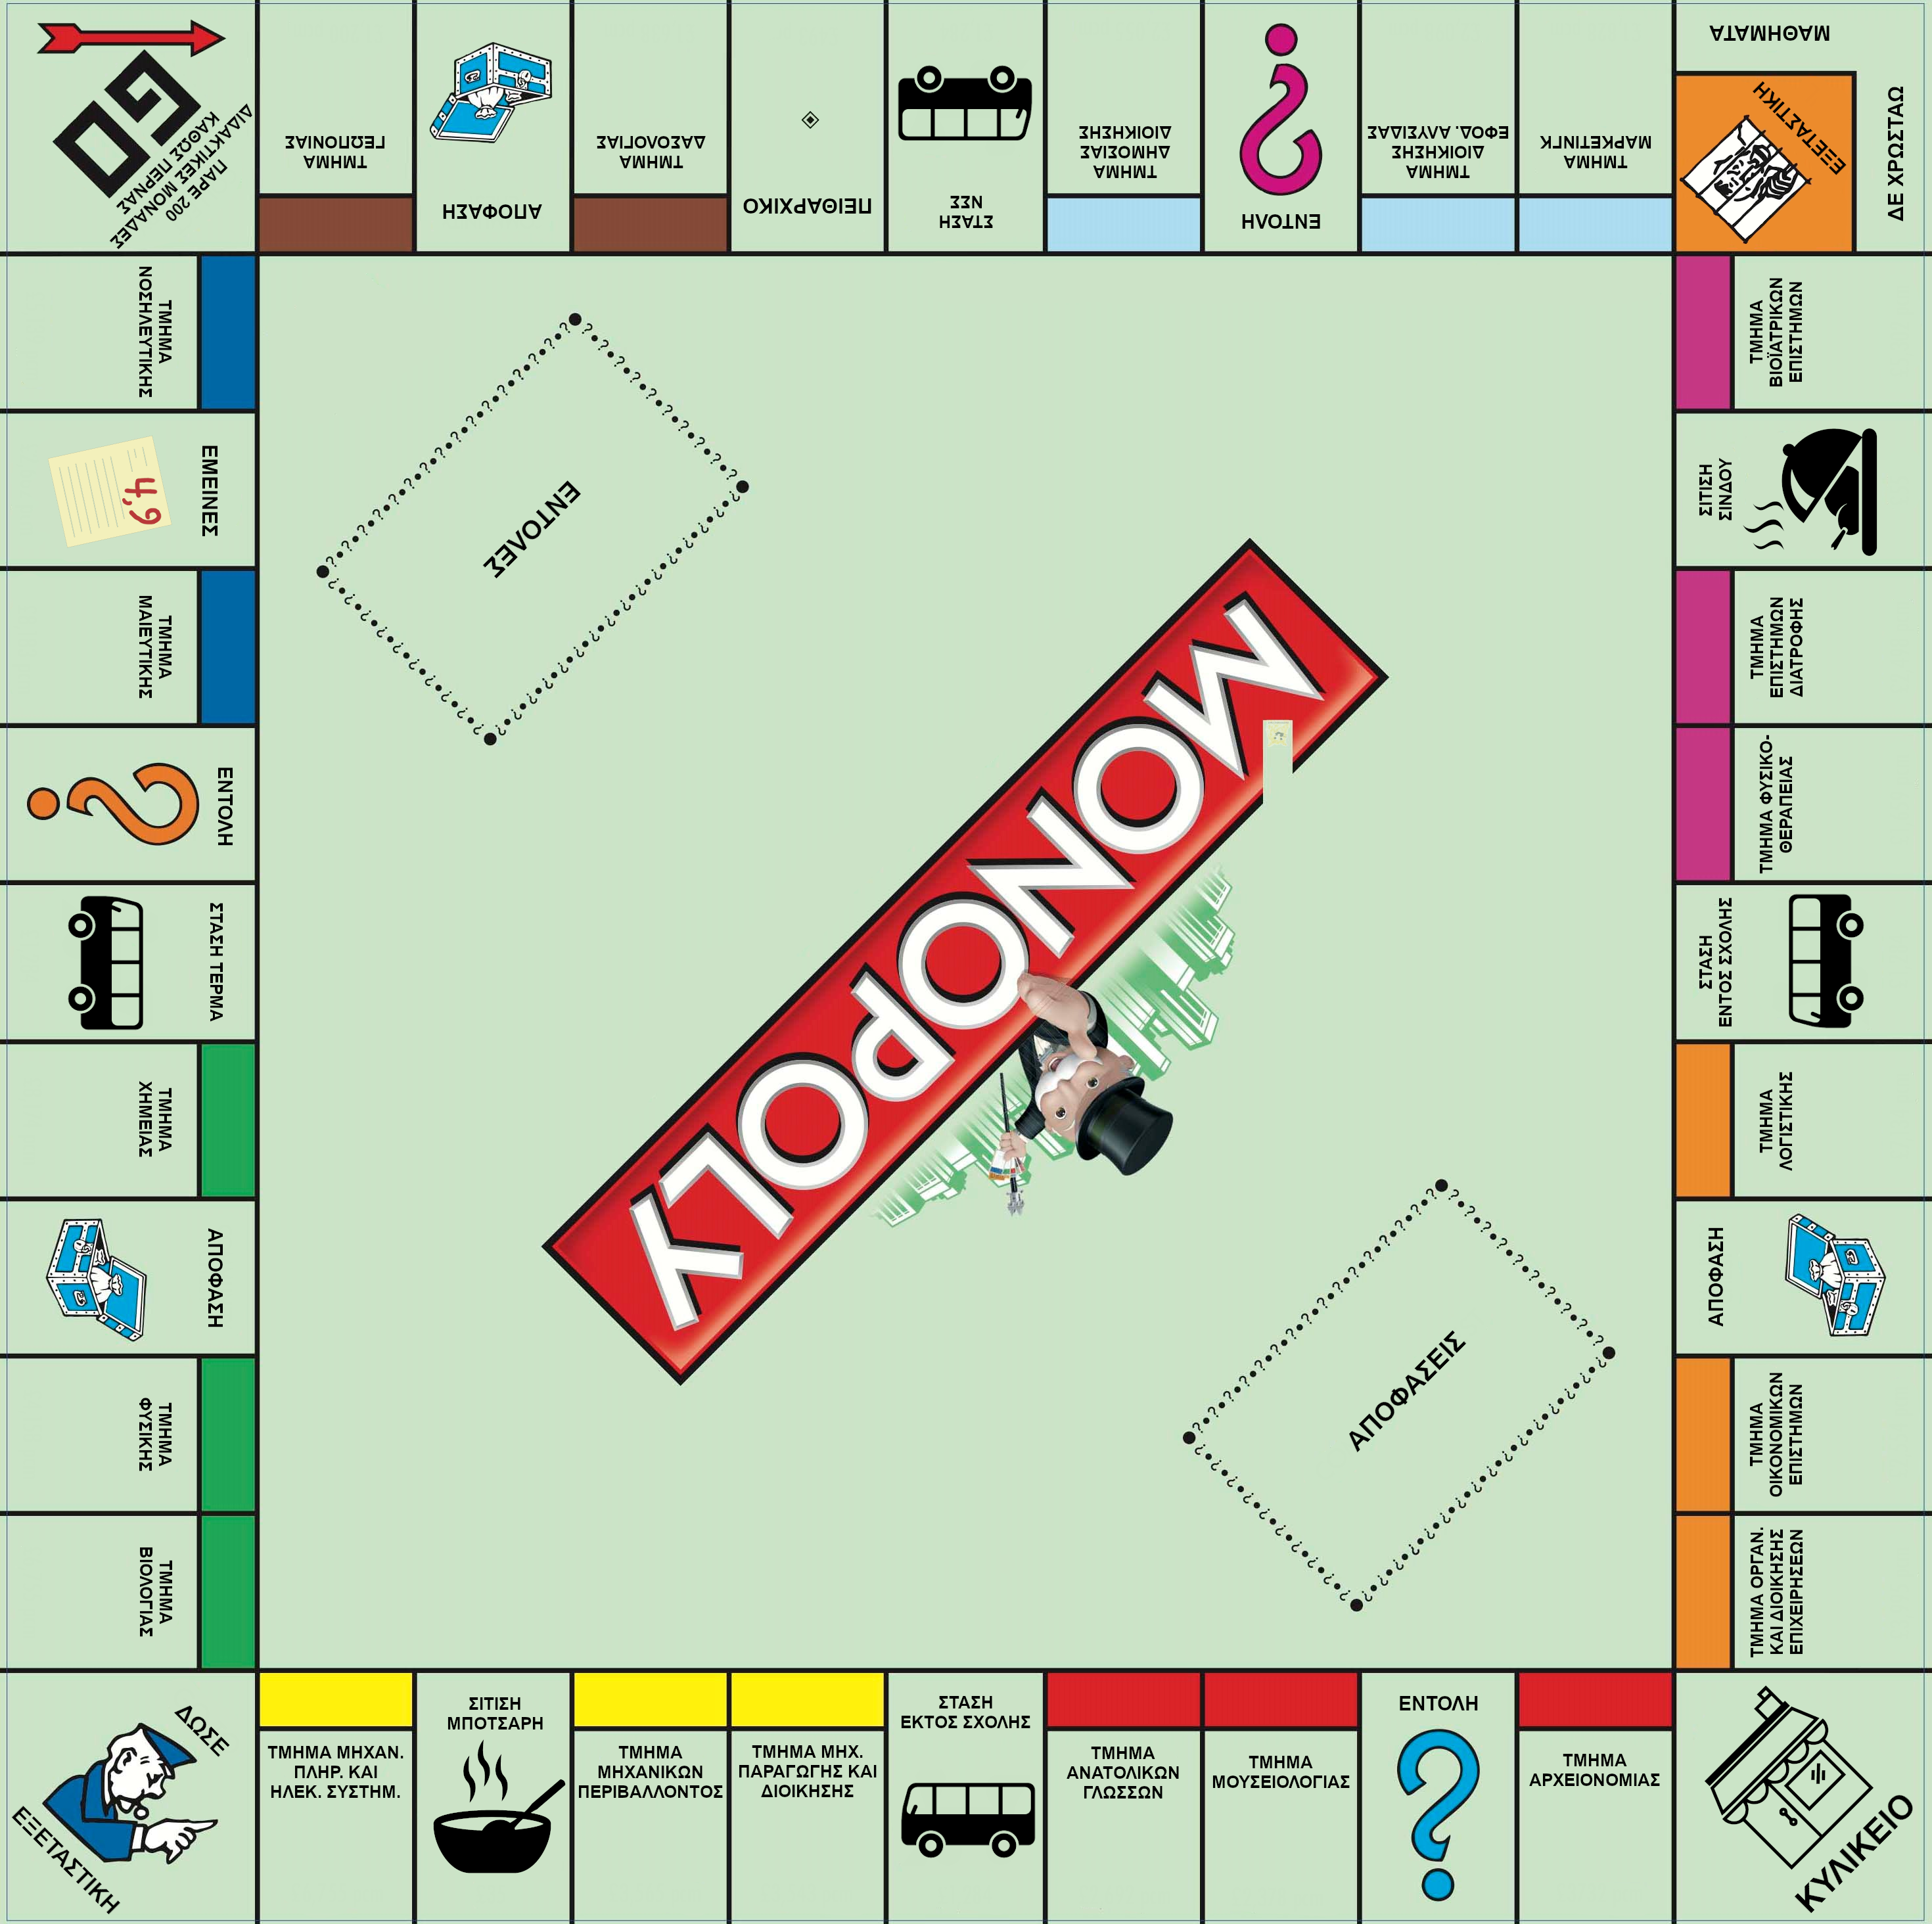 GO
ΠΑΡΕ 200
ΔΙΔΑΚΤΙΚΕΣ ΜΟΝΑΔΕΣ
ΚΑΘΩΣ ΠΕΡΝΑΣ
ΤΜΗΜΑ
ΓΕΩΠΟΝΙΑΣ
ΑΠΟΦΑΣΗ
ΤΜΗΜΑ
ΔΑΣΟΛΟΓΙΑΣ
ΠΕΙΘΑΡΧΙΚΟ
ΣΤΑΣΗ
ΝΣΣ
ΤΜΗΜΑ
ΔΗΜΟΣΙΑΣ
ΔΙΟΙΚΗΣΗΣ
ΕΝΤΟΛΗ
ΤΜΗΜΑ
ΔΙΟΙΚΗΣΗΣ
ΕΦΟΔ. ΑΛΥΣΙΔΑΣ
ΤΜΗΜΑ
ΜΑΡΚΕΤΙΝΓΚ
ΜΑΘΗΜΑΤΑ
ΔΕ ΧΡΩΣΤΑΩ
ΕΞΕΤΑΣΤΙΚΗ
ΤΜΗΜΑ
ΒΙΟΪΑΤΡΙΚΩΝ
ΕΠΙΣΤΗΜΩΝ
ΣΙΤΙΣΗ
ΣΙΝΔΟΥ
ΤΜΗΜΑ
ΕΠΙΣΤΗΜΩΝ
ΔΙΑΤΡΟΦΗΣ
ΤΜΗΜΑ ΦΥΣΙΚΟ-
ΘΕΡΑΠΕΙΑΣ
ΣΤΑΣΗ
ΕΝΤΟΣ ΣΧΟΛΗΣ
ΤΜΗΜΑ
ΛΟΓΙΣΤΙΚΗΣ
ΑΠΟΦΑΣΗ
ΤΜΗΜΑ
ΟΙΚΟΝΟΜΙΚΩΝ
ΕΠΙΣΤΗΜΩΝ
ΤΜΗΜΑ ΟΡΓΑΝ.
ΚΑΙ ΔΙΟΙΚΗΣΗΣ
ΕΠΙΧΕΙΡΗΣΕΩΝ
ΚΥΛΙΚΕΙΟ
ΤΜΗΜΑ
ΑΡΧΕΙΟΝΟΜΙΑΣ
ΕΝΤΟΛΗ
ΤΜΗΜΑ
ΜΟΥΣΕΙΟΛΟΓΙΑΣ
ΤΜΗΜΑ
ΑΝΑΤΟΛΙΚΩΝ
ΓΛΩΣΣΩΝ
ΣΤΑΣΗ
ΕΚΤΟΣ ΣΧΟΛΗΣ
ΤΜΗΜΑ ΜΗΧ.
ΠΑΡΑΓΩΓΗΣ ΚΑΙ
ΔΙΟΙΚΗΣΗΣ
ΤΜΗΜΑ
ΜΗΧΑΝΙΚΩΝ
ΠΕΡΙΒΑΛΛΟΝΤΟΣ
ΣΙΤΙΣΗ
ΜΠΟΤΣΑΡΗ
ΤΜΗΜΑ ΜΗΧΑΝ.
ΠΛΗΡ. ΚΑΙ
ΗΛΕΚ. ΣΥΣΤΗΜ.
ΔΩΣΕ
ΕΞΕΤΑΣΤΙΚΗ
ΤΜΗΜΑ
ΒΙΟΛΟΓΙΑΣ
ΤΜΗΜΑ
ΦΥΣΙΚΗΣ
ΑΠΟΦΑΣΗ
ΤΜΗΜΑ
ΧΗΜΕΙΑΣ
ΣΤΑΣΗ ΤΕΡΜΑ
ΕΝΤΟΛΗ
ΤΜΗΜΑ
ΜΑΙΕΥΤΙΚΗΣ
ΕΜΕΙΝΕΣ
4,9
ΤΜΗΜΑ
ΝΟΣΗΛΕΥΤΙΚΗΣ
ΕΝΤΟΛΕΣ
MONOPOLY
ΑΠΟΦΑΣΕΙΣ